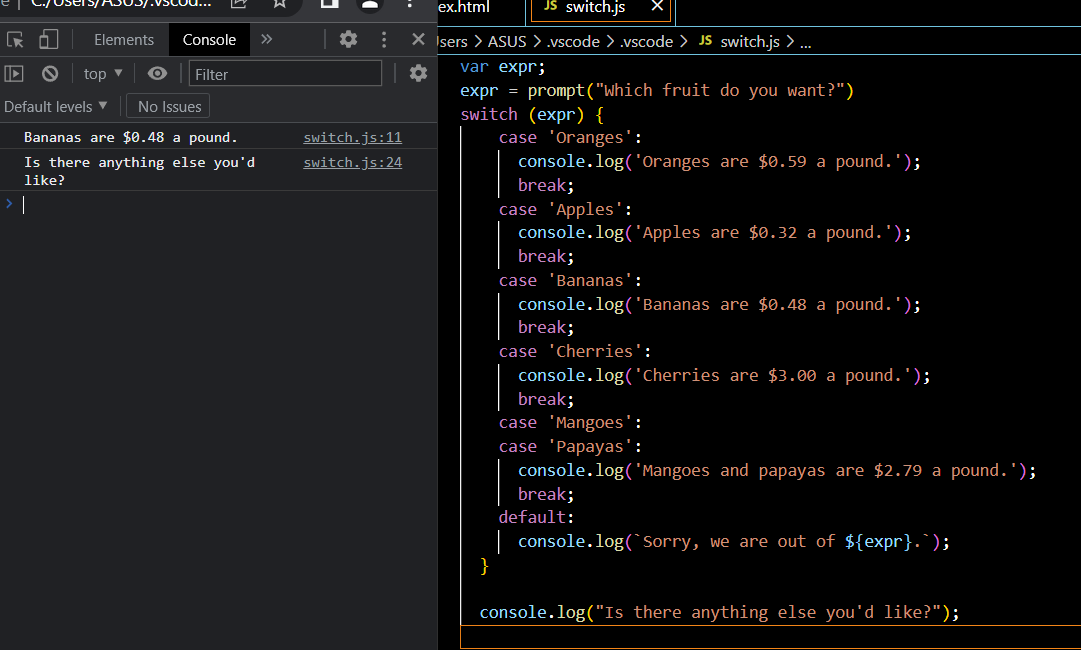 C:/Users/ASUS/.vscod...
Elements
Console
top
Filter
Default levels
No Issues
Bananas are $0.48 a pound.
switch.js:11
Is there anything else you'd
like?
switch.js:24
ex.html
JS switch.js
sers > ASUS > .vscode > .vscode > JS switch.js > ...
var expr;
expr = prompt("Which fruit do you want?")
switch (expr) {
case 'Oranges':
console.log('Oranges are $0.59 a pound.');
break;
case 'Apples':
console.log('Apples are $0.32 a pound.');
break;
case 'Bananas':
console.log('Bananas are $0.48 a pound.');
break;
case 'Cherries':
console.log('Cherries are $3.00 a pound.');
break;
case 'Mangoes':
case 'Papayas':
console.log('Mangoes and papayas are $2.79 a pound.');
break;
default:
console.log(`Sorry, we are out of ${expr}.`);
}
console.log("Is there anything else you'd like?");